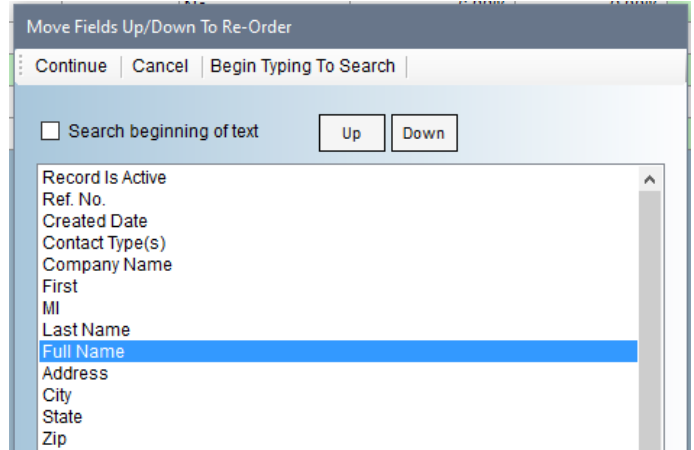 Move Fields Up/Down To Re-Order
Continue Cancel Begin Typing To Search
Search beginning of text Up Down
Record Is Active
Ref. No.
Created Date
Contact Type(s)
Company Name
First
MI
Last Name
Full Name
Address
City
State
Zip